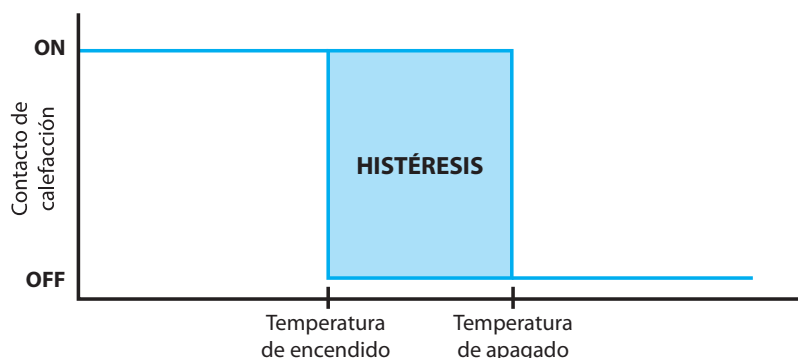 ON
Contacto de
calefacción
HISTÉRESIS
OFF
Temperatura
de encendido
Temperatura
de apagado